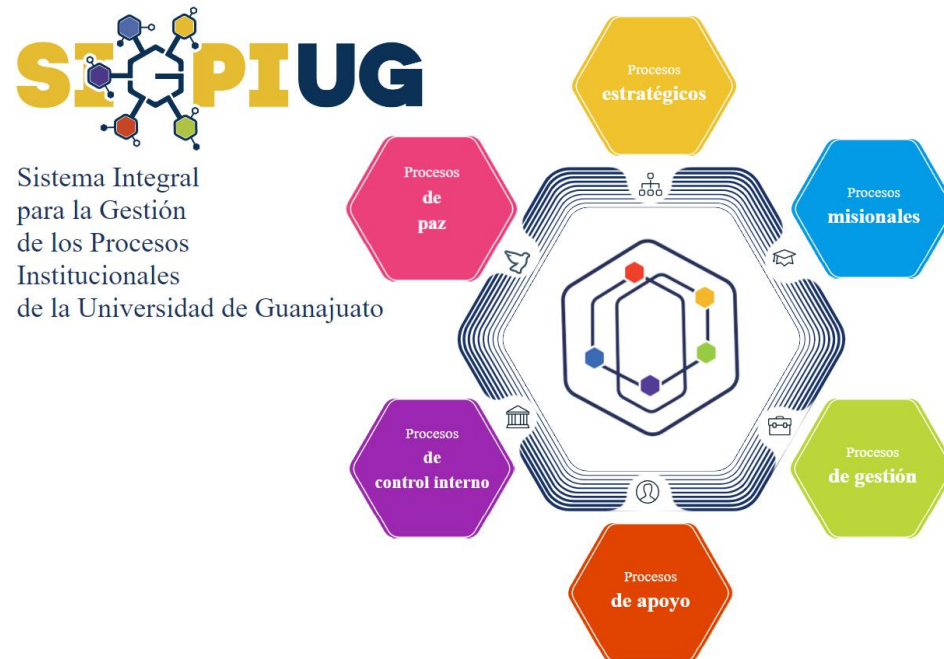 SIGPIUG
Sistema Integral
para la Gestión
de los Procesos
Institucionales
de la Universidad de Guanajuato
Procesos
estratégicos
Procesos
misionales
Procesos
de gestión
Procesos
de apoyo
Procesos
de
control interno
Procesos
de
paz